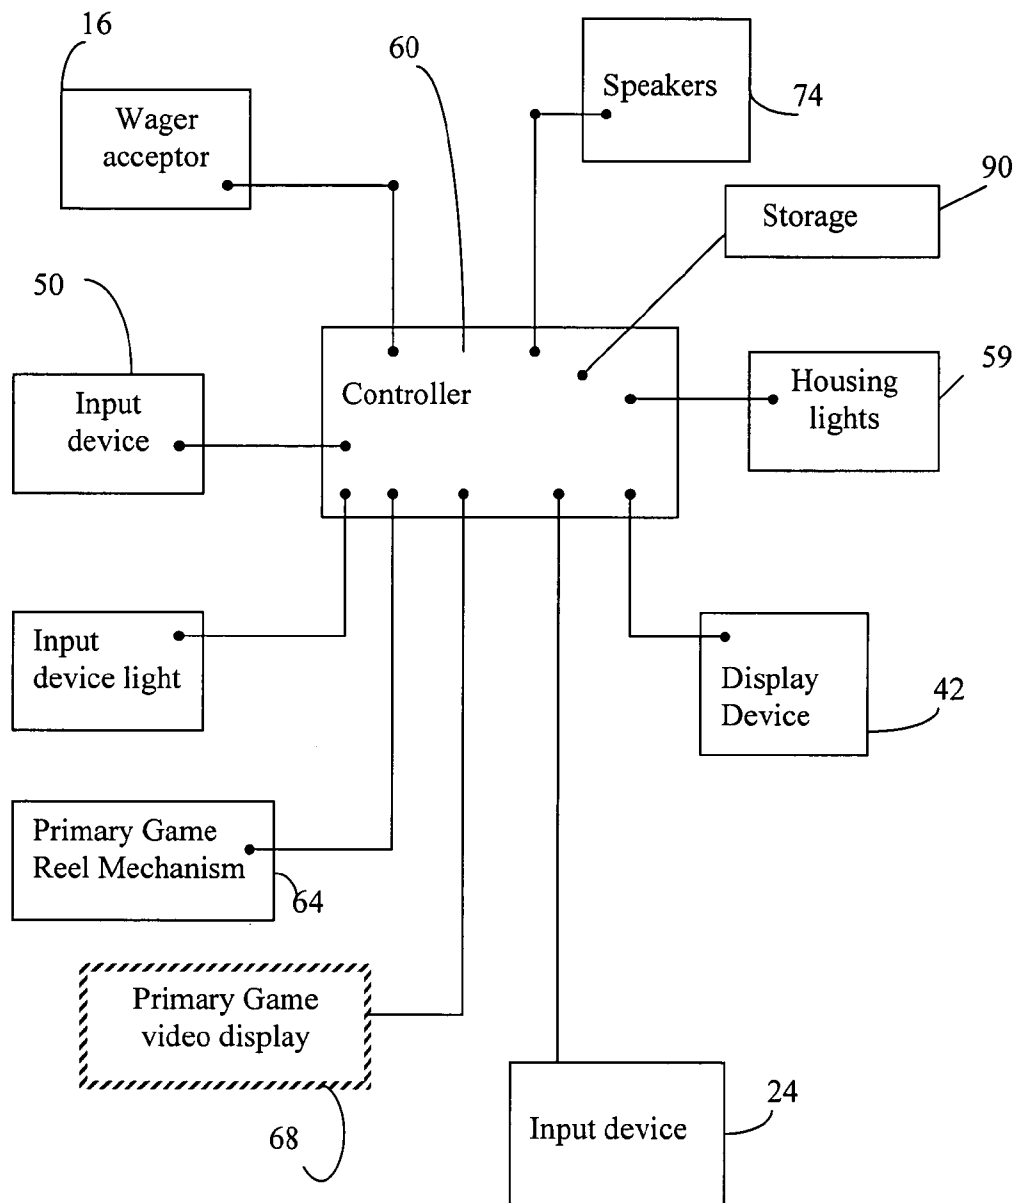 16
60
Speakers
74
Wager
acceptor
90
Storage
50
Controller
59
Housing
lights
Input
device
Input
device light
Display
Device
42
Primary Game
Reel Mechanism
64
Primary Game
video display
68
Input device
24